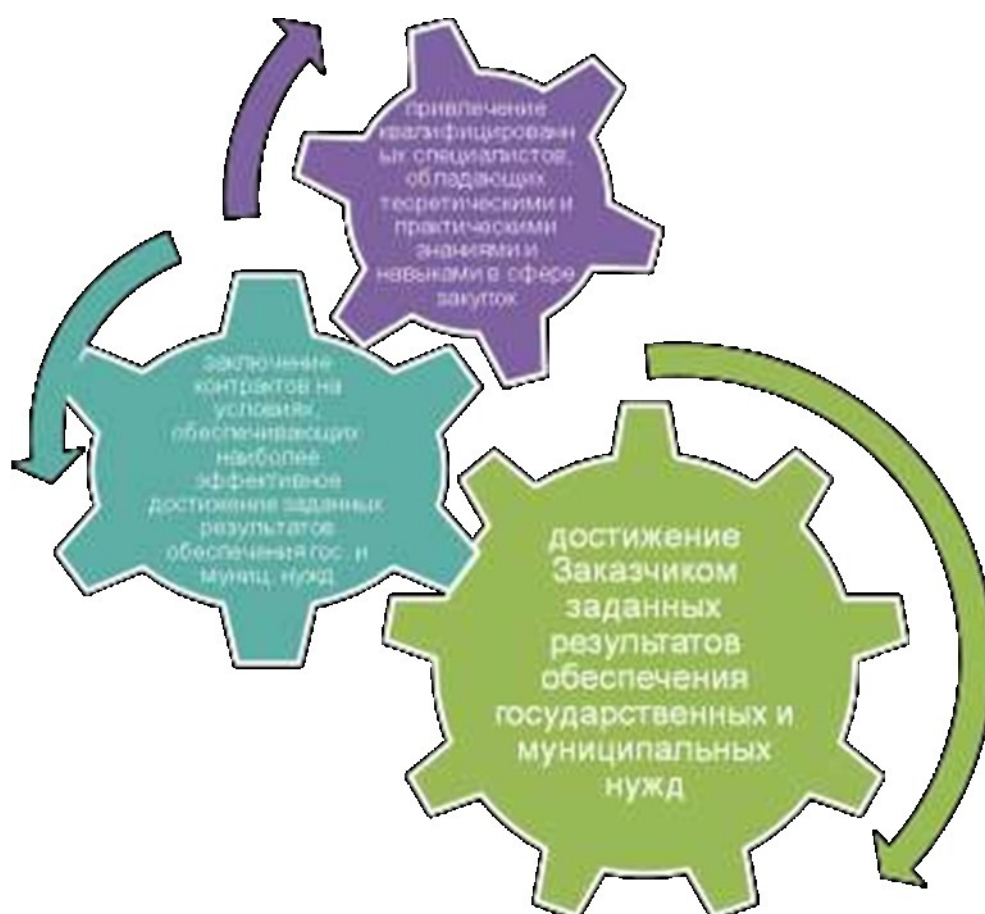 привлечение
квалифицированн
ых специалистов,
обладающих
теоретическими и
практическими
знаниями и
навыками в сфере
закупок
заключение
контрактов на
условиях,
обеспечивающих
наиболее
эффективное
достижение заданных
результатов
обеспечения гос и
муниц. нужд
достижение
Заказчиком
заданных
результатов
обеспечения
государственных и
муниципальных
нужд